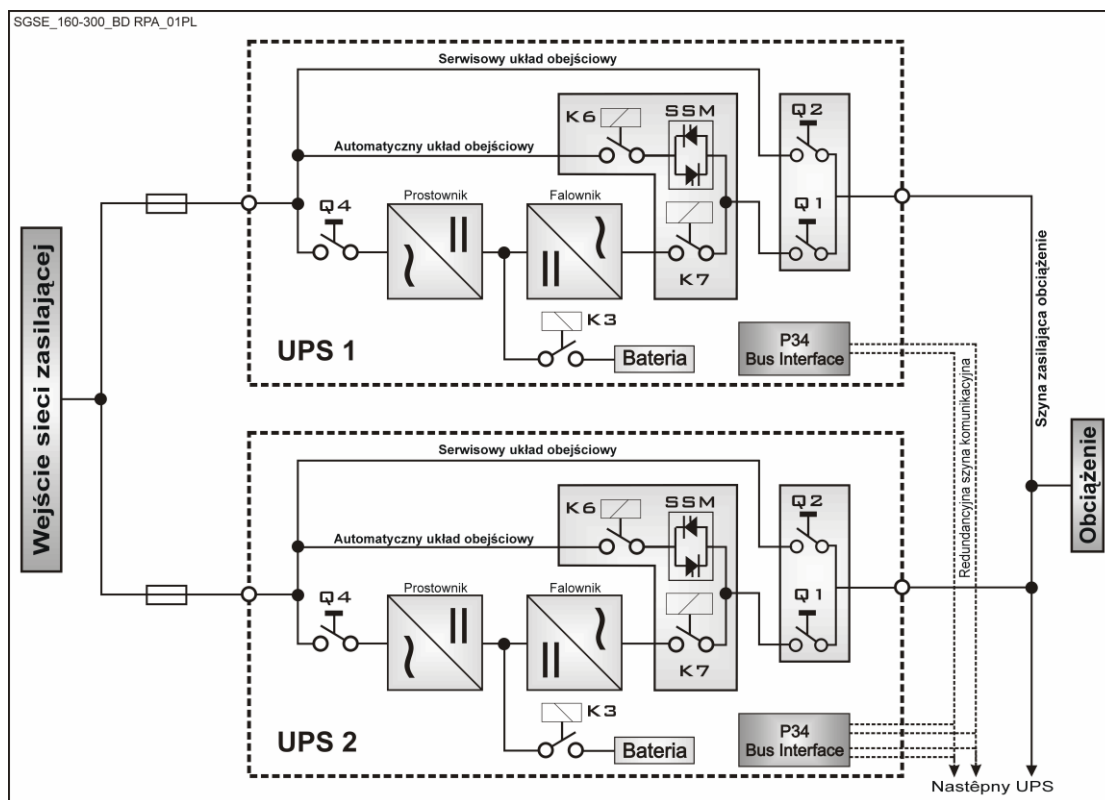 SGSE_160-300_BD RPA_01PL
Wejście sieci zasilającej
Serwisowy układ obejściowy
Automatyczny układ obejściowy
K6
SSM
Q2
Q4
Prostownik
Falownik
Q1
K7
K3
Bateria
UPS 1
P34
Bus Interface
Serwisowy układ obejściowy
Automatyczny układ obejściowy
K6
SSM
Q2
Q4
Prostownik
Falownik
Q1
K7
K3
Bateria
UPS 2
P34
Bus Interface
Redundancyjna szyna komunikacyjna
Szyna zasilająca obciążenie
Obciążenie
Nastêpny UPS